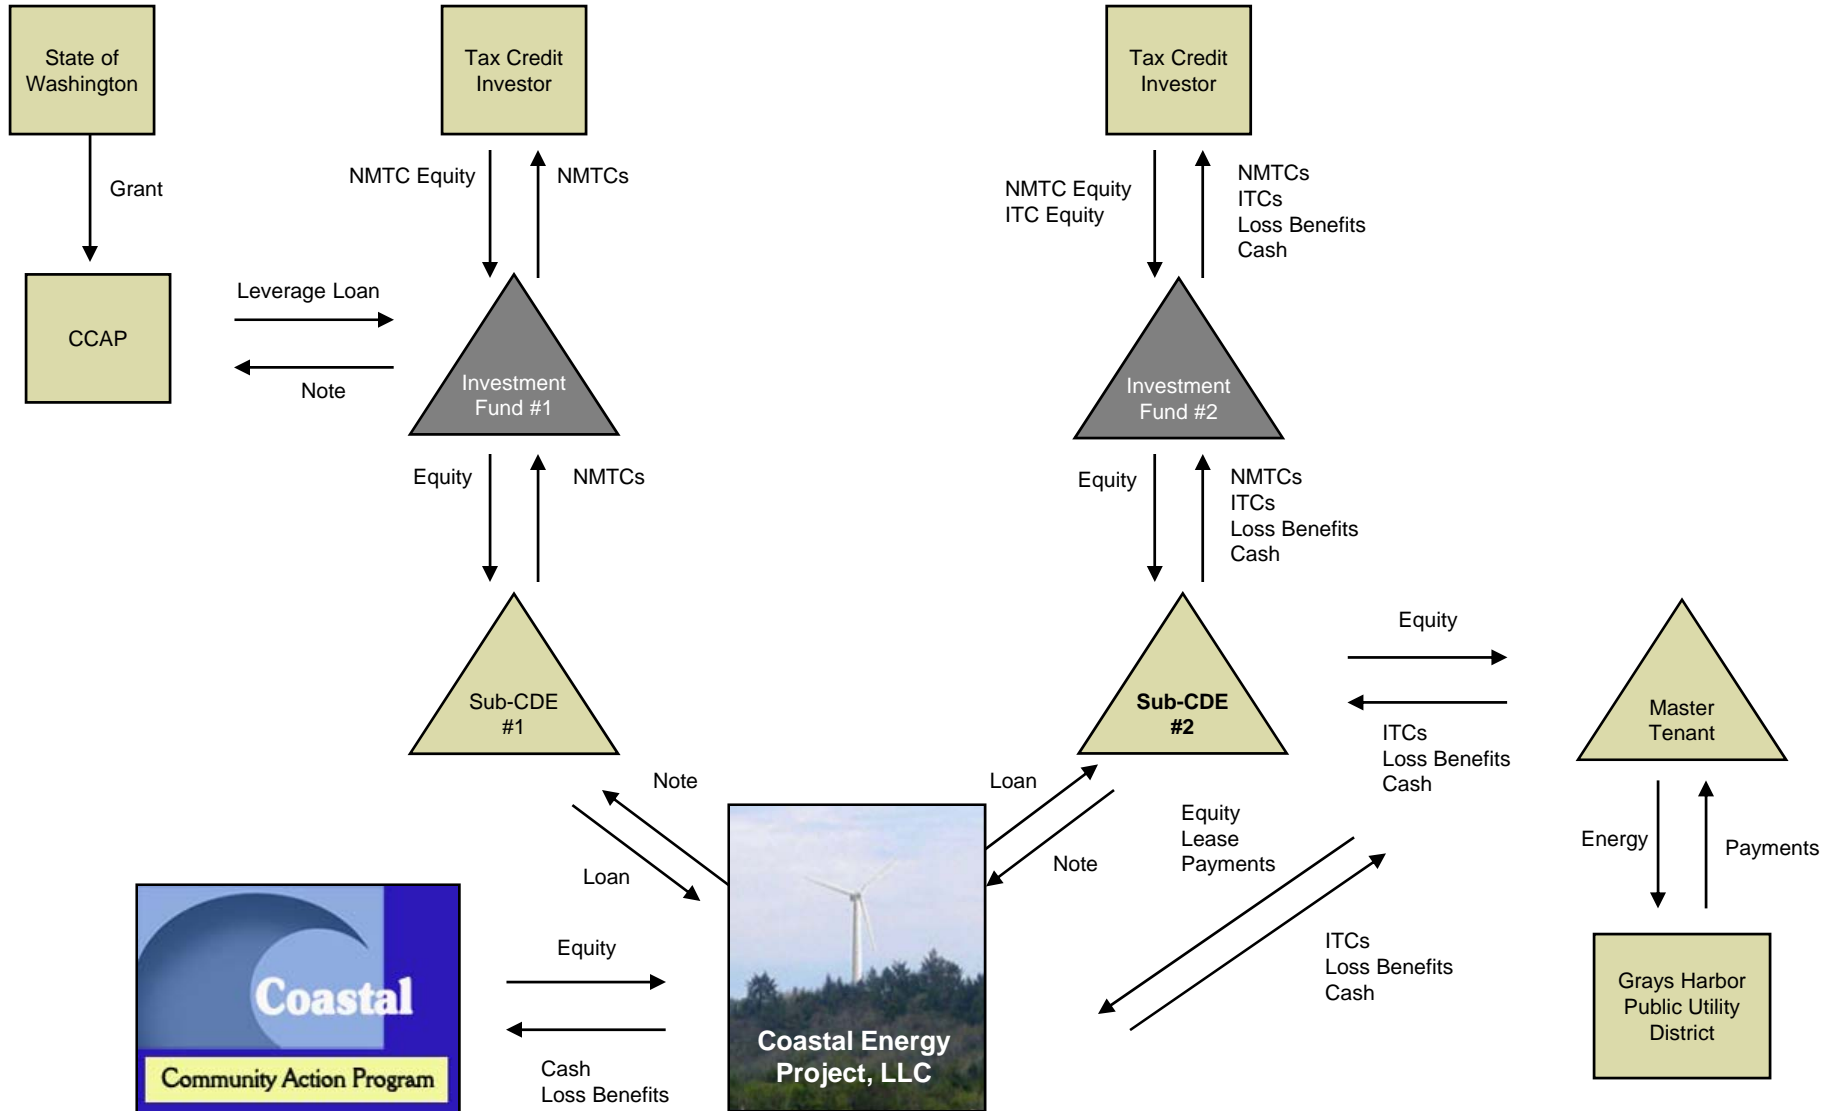 State of
Washington
Tax Credit
Investor
Tax Credit
Investor
Grant
NMTC Equity
NMTCs
NMTC Equity
ITC Equity
NMTCs
ITCs
Loss Benefits
Cash
CCAP
Leverage Loan
Note
Investment
Fund #1
Investment
Fund #2
Equity
NMTCs
Equity
NMTCs
ITCs
Loss Benefits
Cash
Sub-CDE
#1
Sub-CDE
#2
Equity
ITCs
Loss Benefits
Cash
Master
Tenant
Note
Loan
Loan
Note
Equity
Lease
Payments
ITCs
Loss Benefits
Cash
Energy
Payments
Coastal
Community Action Program
Equity
Cash
Loss Benefits
Coastal Energy
Project, LLC
Grays Harbor
Public Utility
District